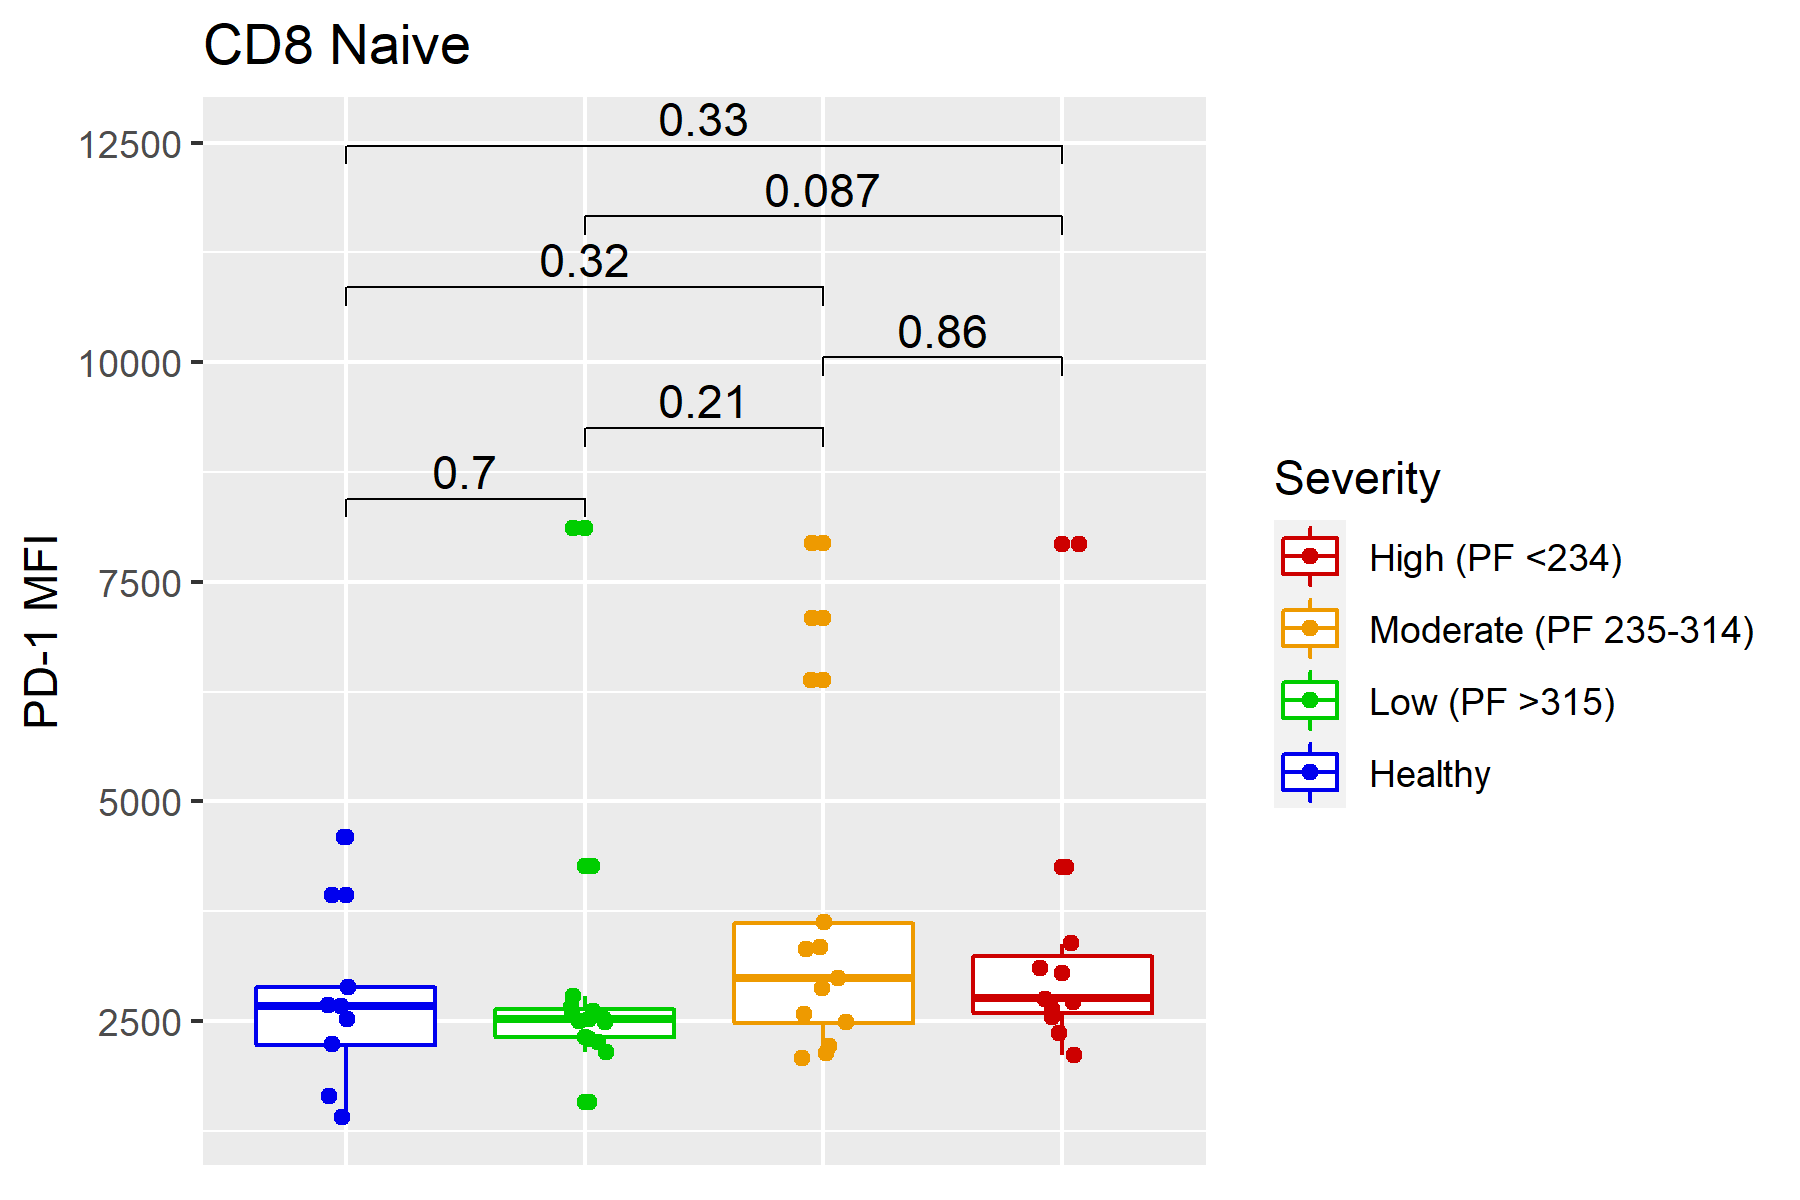 CD8 Naive
0.33
12500
0.087
0.32
0.86
10000
0.21
0.7
7500
5000
2500
PD-1 MFI
Severity
High (PF <234)
Moderate (PF 235-314)
Low (PF >315)
Healthy